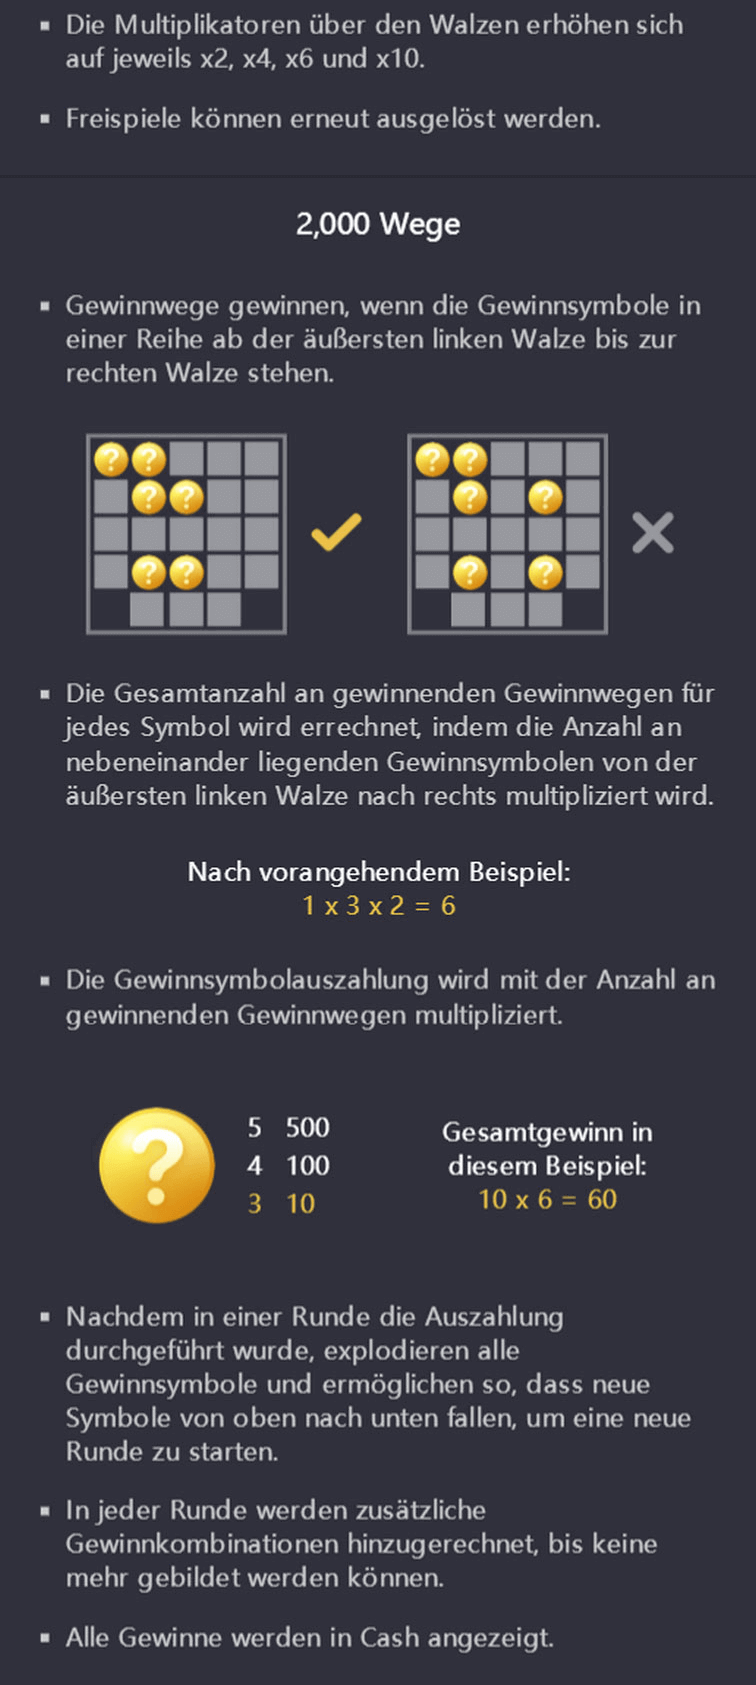 ▪ Die Multiplikatoren über den Walzen erhöhen sich
auf jeweils x2, x4, x6 und x10.
▪ Freispiele können erneut ausgelöst werden.
2,000 Wege
▪ Gewinnwege gewinnen, wenn die Gewinnsymbole in
einer Reihe ab der äußersten linken Walze bis zur
rechten Walze stehen.
? ? ? ?
? ? ? ?
? ? ? ?
▪ Die Gesamtanzahl an gewinnenden Gewinnwegen für
jedes Symbol wird errechnet, indem die Anzahl an
nebeneinander liegenden Gewinnsymbolen von der
äußersten linken Walze nach rechts multipliziert wird.
Nach vorangehendem Beispiel:
1 x 3 x 2 = 6
▪ Die Gewinnsymbolauszahlung wird mit der Anzahl an
gewinnenden Gewinnwegen multipliziert.
?
5 500
4 100
3 10
Gesamtgewinn in
diesem Beispiel:
10 x 6 = 60
▪ Nachdem in einer Runde die Auszahlung
durchgeführt wurde, explodieren alle
Gewinnsymbole und ermöglichen so, dass neue
Symbole von oben nach unten fallen, um eine neue
Runde zu starten.
▪ In jeder Runde werden zusätzliche
Gewinnkombinationen hinzugerechnet, bis keine
mehr gebildet werden können.
▪ Alle Gewinne werden in Cash angezeigt.